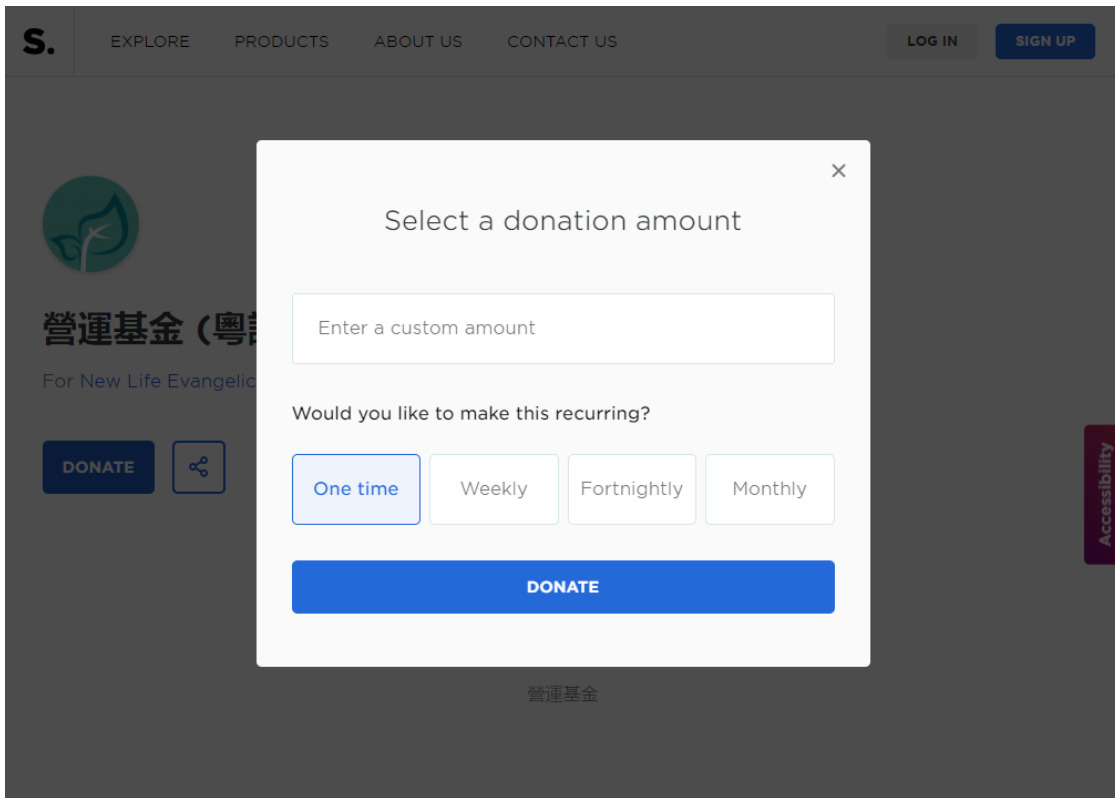 S.
EXPLORE PRODUCTS ABOUT US CONTACT US LOG IN SIGN UP
Select a donation amount
Enter a custom amount
Would you like to make this recurring?
One time Weekly Fortnightly Monthly
DONATE
營運基金 (粵
For New Life Evangelic
DONATE
Accessibility
營運基金